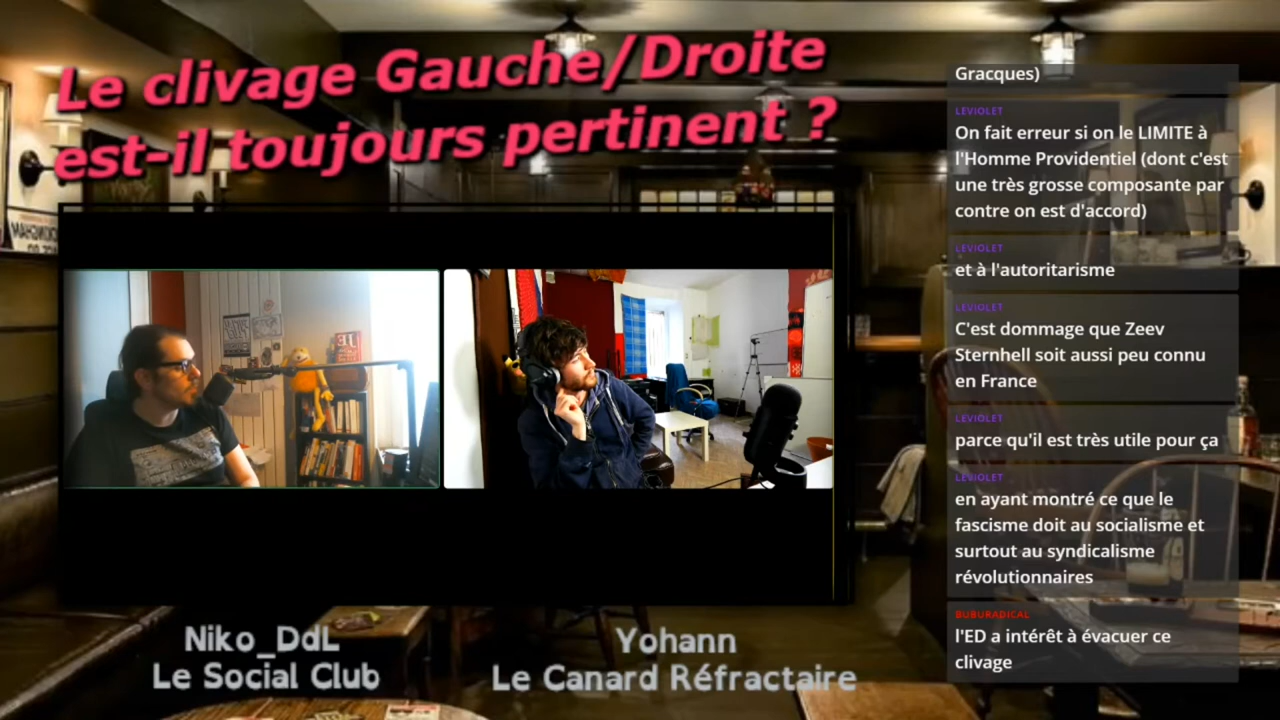 Le clivage Gauche/Droite
est-il toujours pertinent ?
Gracques)
LEVIOLET
On fait erreur si on le LIMITE à
l'Homme Providentiel (dont c'est
une très grosse composante par
contre on est d'accord)
LEVIOLET
et à l'autoritarisme
LEVIOLET
C'est dommage que Zeev
Sternhell soit aussi peu connu
en France
LEVIOLET
parce qu'il est très utile pour ça
LEVIOLET
en ayant montré ce que le
fascisme doit au socialisme et
surtout au syndicalisme
révolutionnaires
BUBURADICAL
l'ED a intérêt à évacuer ce
clivage
Niko_DdL
Le Social Club
Yohann
Le Canard Réfractaire